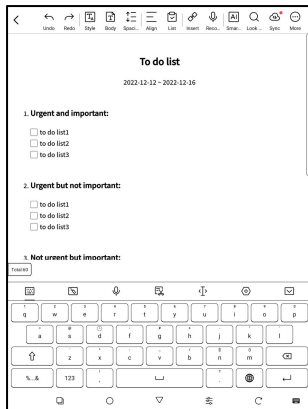 Undo Redo Style Body Spaci... Align List Insert Reco... Smar... Look ... Sync More
To do list
2022-12-12 ~ 2022-12-16
1. Urgent and important:
to do list1
to do list2
to do list3
2. Urgent but not important:
to do list1
to do list2
to do list3
3. Not urgent but important:
Total:60
q w e r t y u i o p
a s d f g h j k l
z x c v b n m
%...& 123